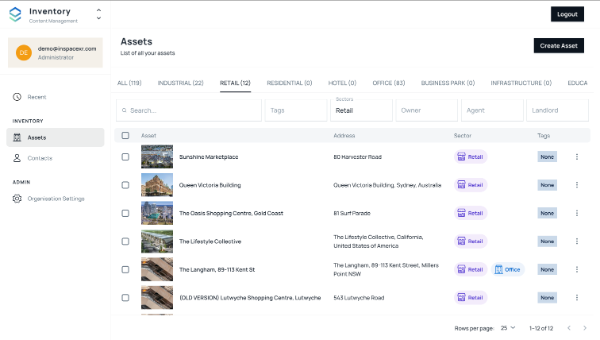 Inventory
Content Management
Logout
DE
demo@inspacexr.com
Administrator
Recent
INVENTORY
Assets
Contacts
ADMIN
Organisation Settings
Assets
List of all your assets
Create Asset
ALL (119) INDUSTRIAL (22) RETAIL (12) RESIDENTIAL (0) HOTEL (0) OFFICE (83) BUSINESS PARK (0) INFRASTRUCTURE (0) EDUCA
Sectors
Search... Tags Retail Owner Agent Landlord
Asset Address Sector Tags
Sunshine Marketplace 80 Harvester Road Retail None
Queen Victoria Building Queen Victoria Building, Sydney, Australia Retail None
The Oasis Shopping Centre, Gold Coast 81 Surf Parade Retail None
The Lifestyle Collective The Lifestyle Collective, California, United States of America Retail None
The Langham, 89-113 Kent St The Langham, 89-113 Kent Street, Millers Point NSW Retail Office None
(OLD VERSION) Lutwyche Shopping Centre, Lutwyche 543 Lutwyche Road Retail None
Rows per page: 25 1–12 of 12